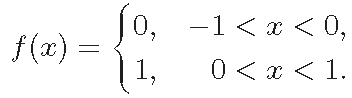 f(x) = { 0, −1 < x < 0,
1, 0 < x < 1.